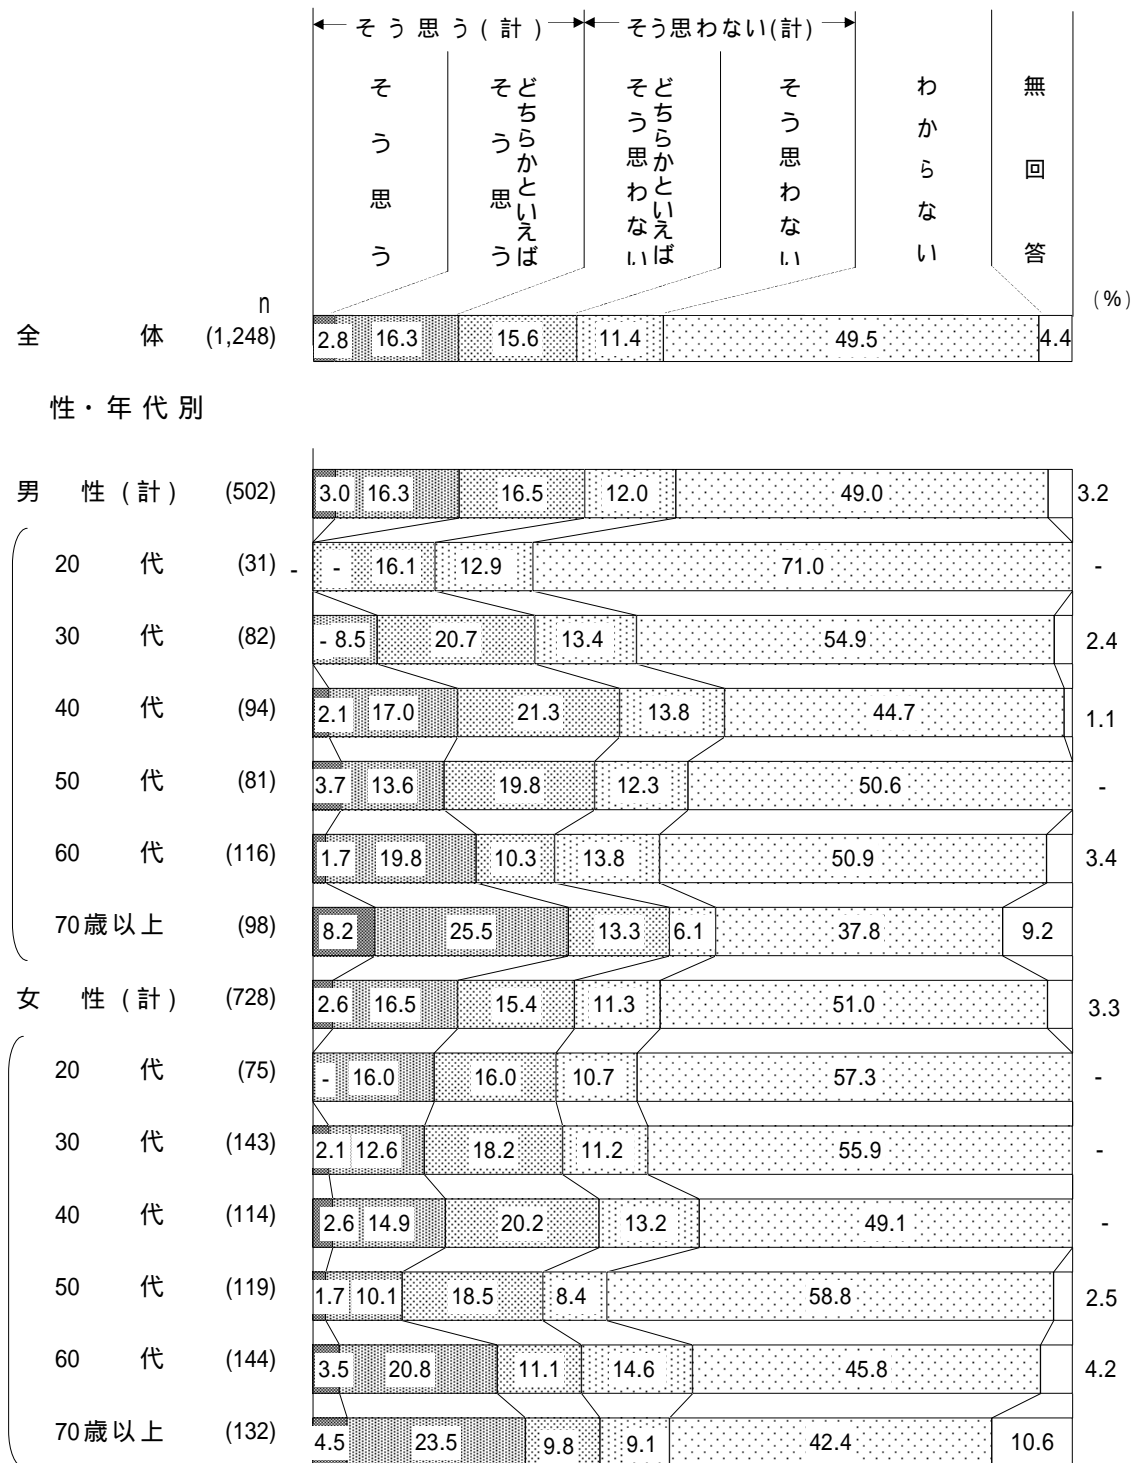 そう思う(計) そう思わない(計)
そう思う
どちらかといえばそう思う
どちらかといえばそう思わない
そう思わない
わからない
無回答
n (%)
全体 (1,248) 2.8 16.3 15.6 11.4 49.5 4.4
性・年代別
男性(計) (502) 3.0 16.3 16.5 12.0 49.0 3.2
20代 (31) - - 16.1 12.9 71.0 -
30代 (82) - 8.5 20.7 13.4 54.9 2.4
40代 (94) 2.1 17.0 21.3 13.8 44.7 1.1
50代 (81) 3.7 13.6 19.8 12.3 50.6 -
60代 (116) 1.7 19.8 10.3 13.8 50.9 3.4
70歳以上 (98) 8.2 25.5 13.3 6.1 37.8 9.2
女性(計) (728) 2.6 16.5 15.4 11.3 51.0 3.3
20代 (75) - 16.0 16.0 10.7 57.3 -
30代 (143) 2.1 12.6 18.2 11.2 55.9 -
40代 (114) 2.6 14.9 20.2 13.2 49.1 -
50代 (119) 1.7 10.1 18.5 8.4 58.8 2.5
60代 (144) 3.5 20.8 11.1 14.6 45.8 4.2
70歳以上 (132) 4.5 23.5 9.8 9.1 42.4 10.6